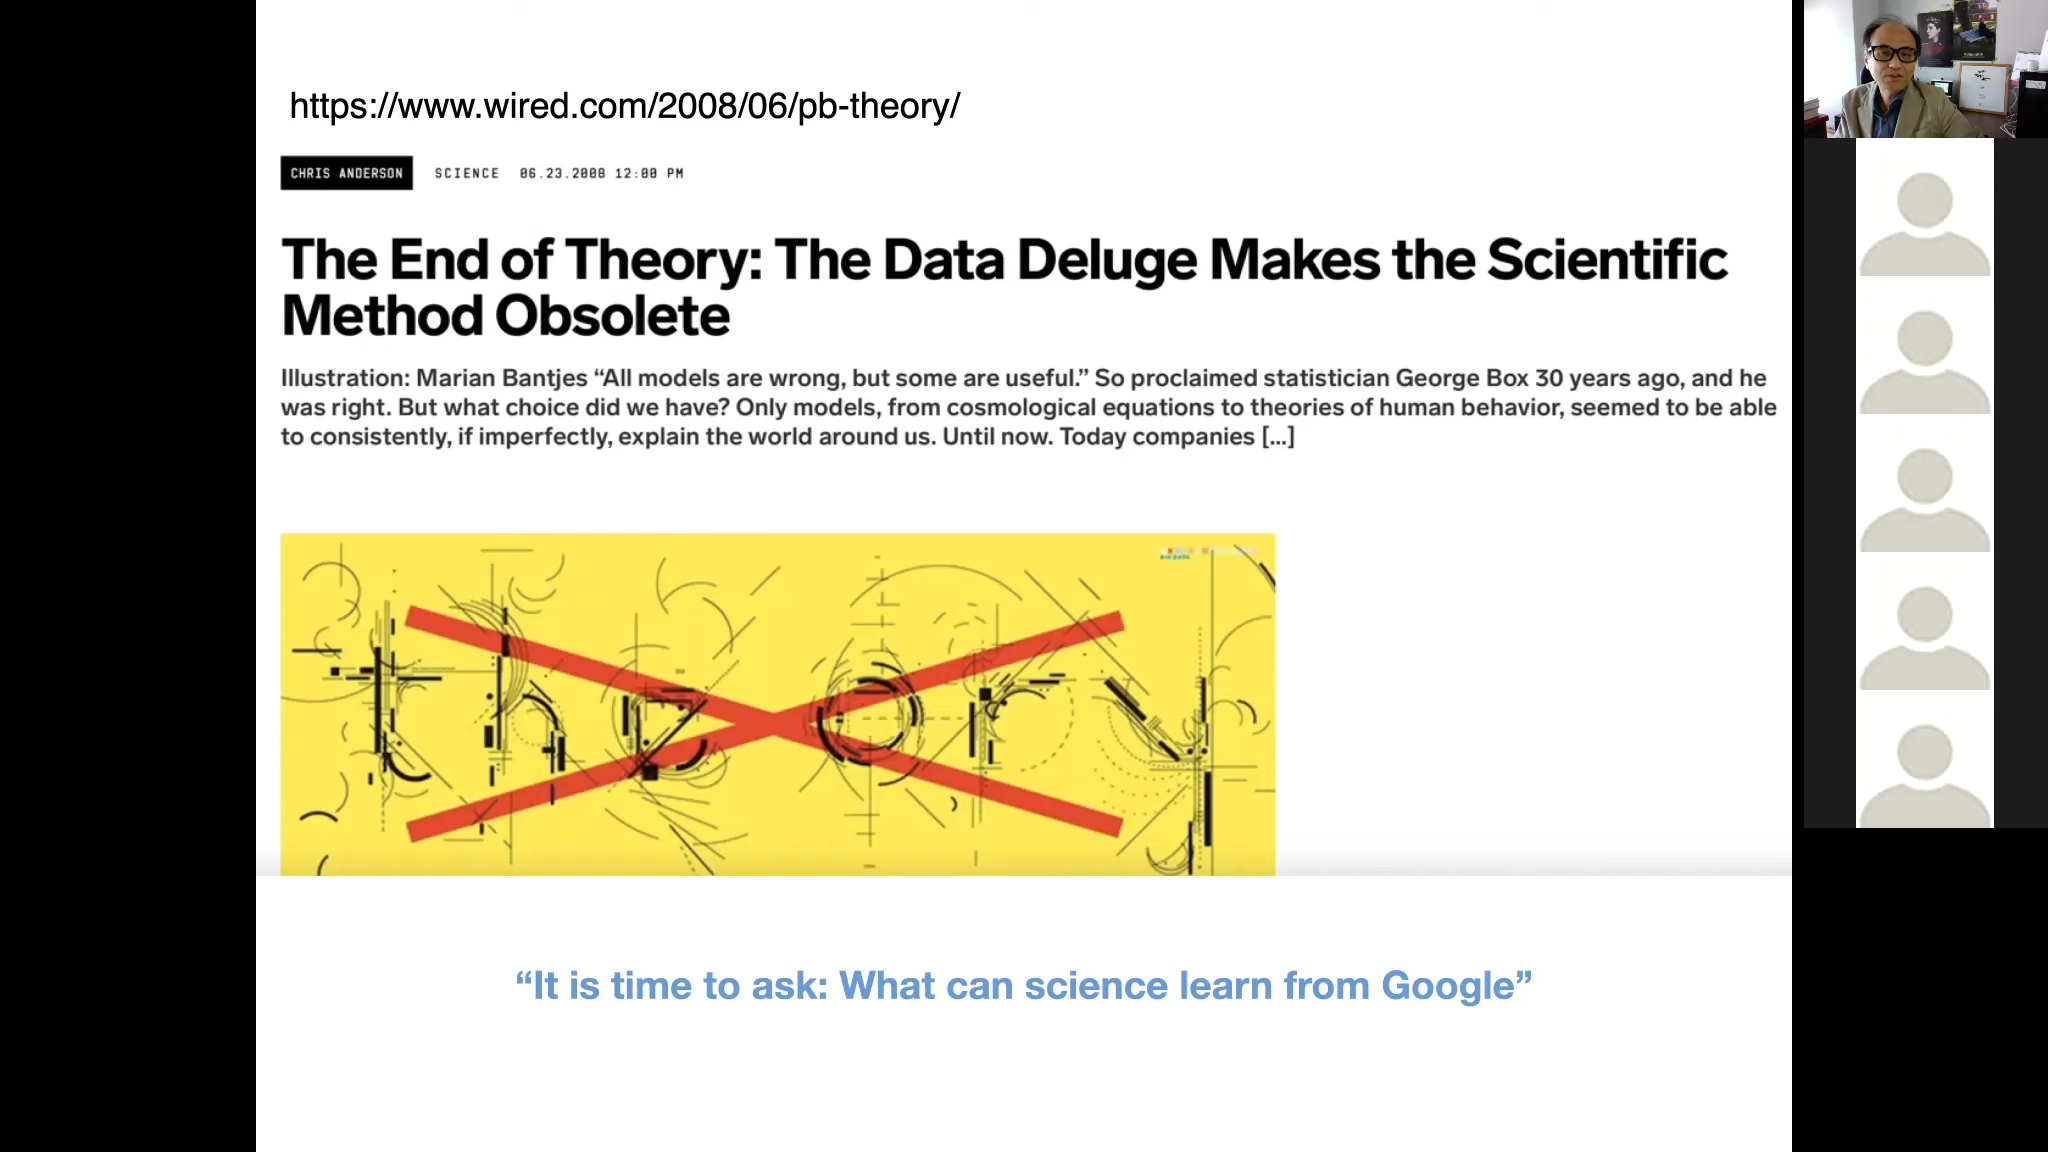 https://www.wired.com/2008/06/pb-theory/
CHRIS ANDERSON SCIENCE 06.23.2008 12:00 PM
The End of Theory: The Data Deluge Makes the Scientific
Method Obsolete
Illustration: Marian Bantjes “All models are wrong, but some are useful.” So proclaimed statistician George Box 30 years ago, and he
was right. But what choice did we have? Only models, from cosmological equations to theories of human behavior, seemed to be able
to consistently, if imperfectly, explain the world around us. Until now. Today companies [...]
theory
“It is time to ask: What can science learn from Google”